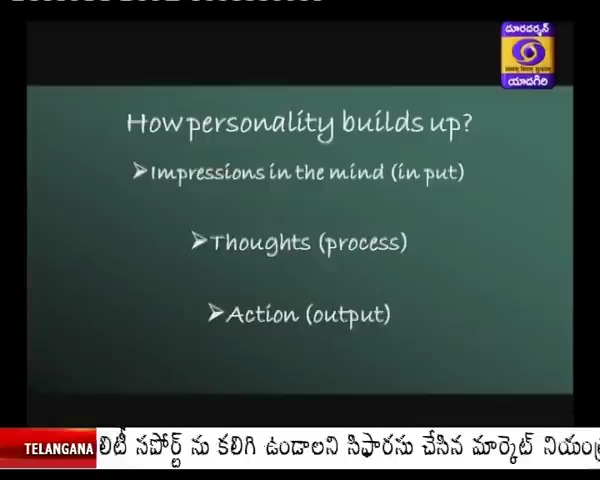 దూరదర్శన్
యాదగిరి
How personality builds up?
➢Impressions in the mind (in put)
➢Thoughts (process)
➢Action (output)
TELANGANA లిటీ సపోర్ట్ ను కలిగి ఉండాలని సిఫారసు చేసిన మార్కెట్ నియంత్ర